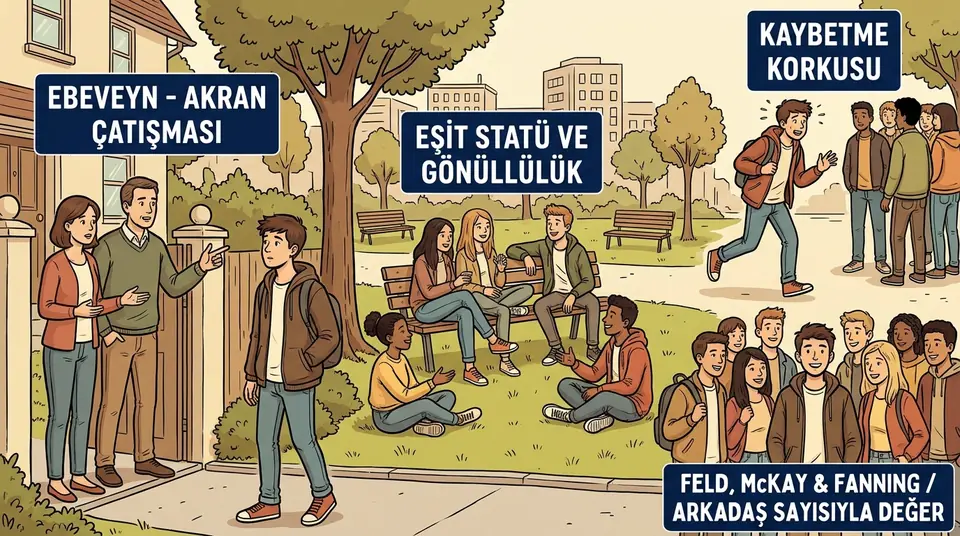 EBEVEYN - AKRAN
ÇATIŞMASI
EŞİT STATÜ VE
GÖNÜLLÜLÜK
KAYBETME
KORKUSU
FELD, McKAY & FANNING /
ARKADAŞ SAYISIYLA DEĞER